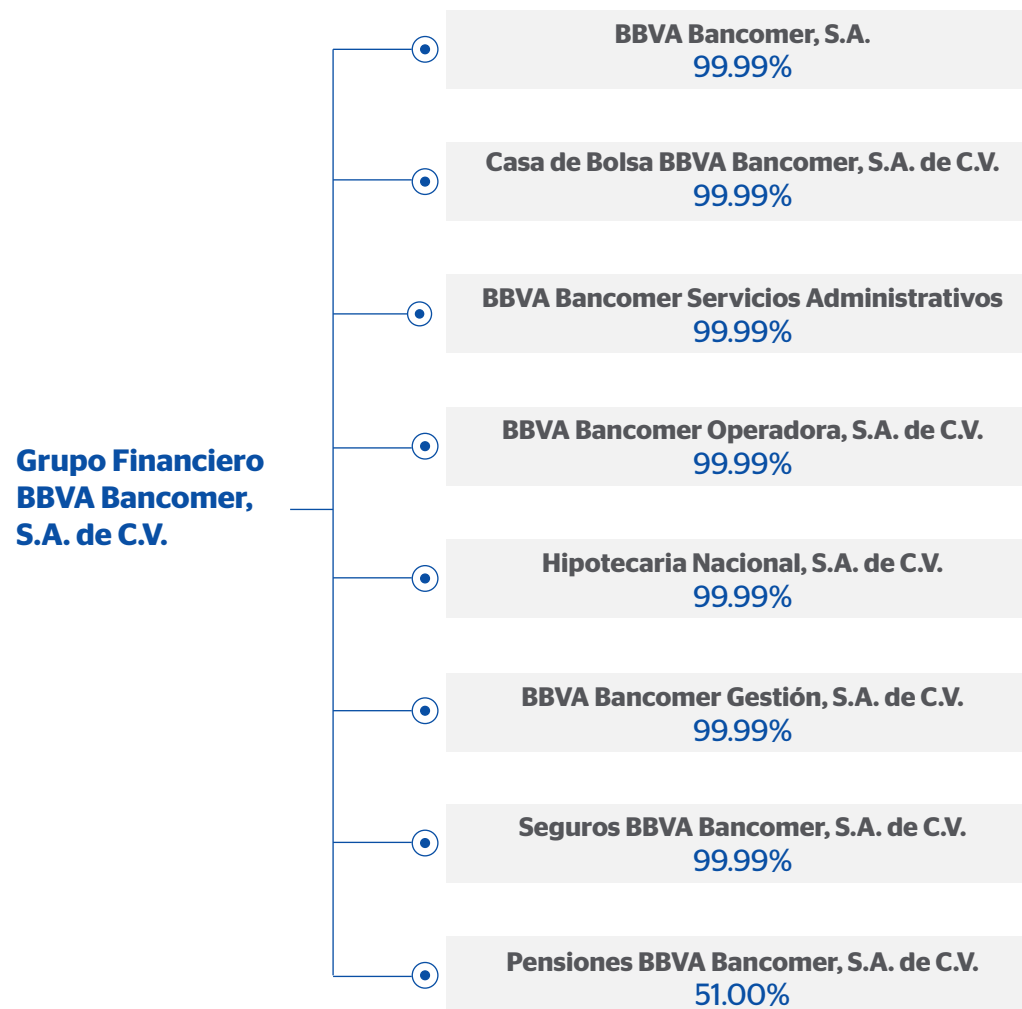 BBVA Bancomer, S.A.
99.99%
Casa de Bolsa BBVA Bancomer, S.A. de C.V.
99.99%
BBVA Bancomer Servicios Administrativos
99.99%
BBVA Bancomer Operadora, S.A. de C.V.
99.99%
Grupo Financiero
BBVA Bancomer,
S.A. de C.V.
Hipotecaria Nacional, S.A. de C.V.
99.99%
BBVA Bancomer Gestión, S.A. de C.V.
99.99%
Seguros BBVA Bancomer, S.A. de C.V.
99.99%
Pensiones BBVA Bancomer, S.A. de C.V.
51.00%